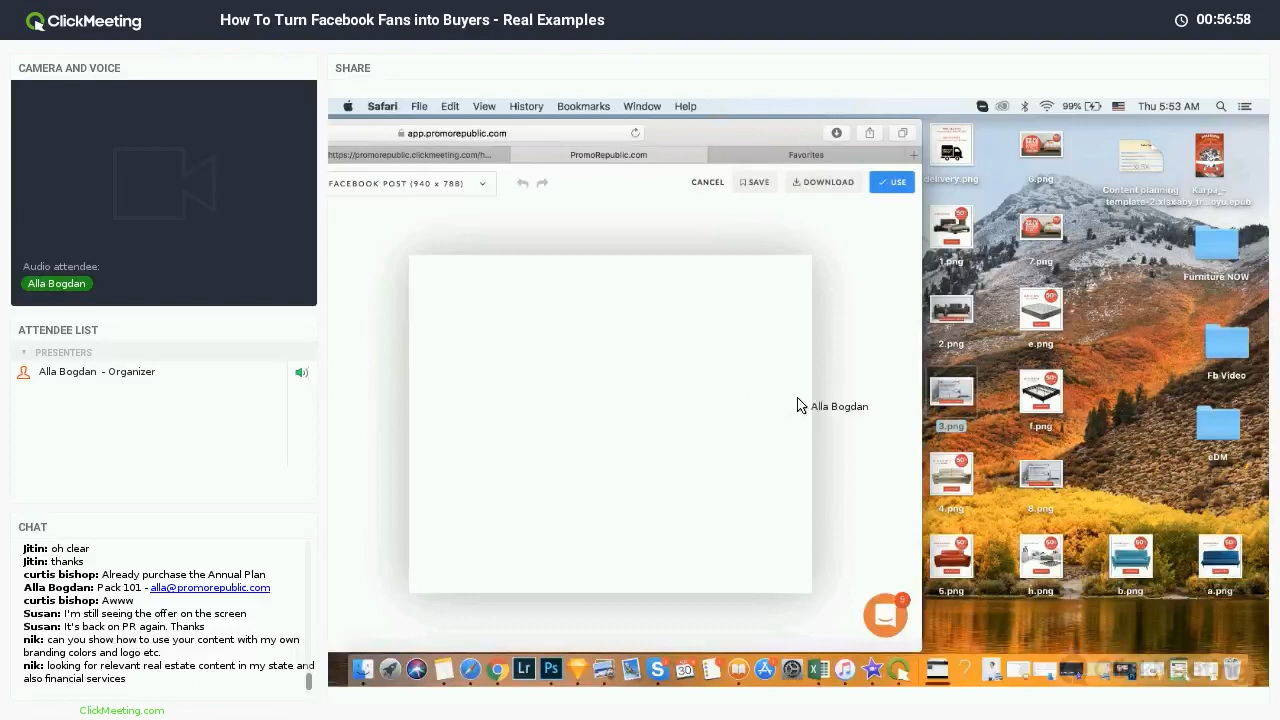 ClickMeeting
How To Turn Facebook Fans into Buyers - Real Examples
00:56:58
CAMERA AND VOICE
Audio attendee:
Alla Bogdan
ATTENDEE LIST
PRESENTERS
Alla Bogdan - Organizer
CHAT
Jitin: oh clear
Jitin: thanks
curtis bishop: Already purchase the Annual Plan
Alla Bogdan: Pack 101 - alla@promorepublic.com
curtis bishop: Awww
Susan: I'm still seeing the offer on the screen
Susan: It's back on PR again. Thanks
nik: can you show how to use your content with my own
branding colors and logo etc.
nik: looking for relevant real estate content in my state and
also financial services
ClickMeeting.com
SHARE
Safari File Edit View History Bookmarks Window Help
99% Thu 5:53 AM
app.promorepublic.com
https://promorepublic.clickmeeting.com/h...
PromoRepublic.com
Favorites
FACEBOOK POST (940 x 788)
CANCEL
SAVE
DOWNLOAD
USE
Alla Bogdan
9
delivery.png
6.png
Content planning
template-2.xlsx
1.png
7.png
Furniture NOW
2.png
e.png
Fb Video
3.png
f.png
eDM
4.png
8.png
5.png
h.png
b.png
a.png
Lr
Ps
30